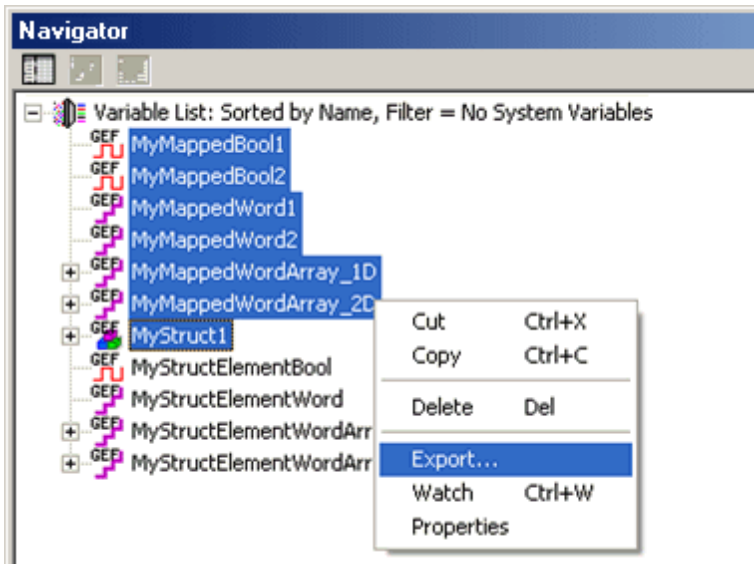 Navigator
Variable List: Sorted by Name, Filter = No System Variables
GEF MyMappedBool1
GEF MyMappedBool2
GEF MyMappedWord1
GEF MyMappedWord2
GEF MyMappedWordArray_1D
GEF MyMappedWordArray_2D
GEF MyStruct1
GEF MyStructElementBool
GEF MyStructElementWord
GEF MyStructElementWordArr
GEF MyStructElementWordArr
Cut Ctrl+X
Copy Ctrl+C
Delete Del
Export...
Watch Ctrl+W
Properties